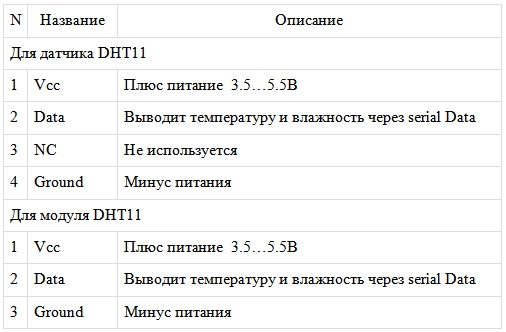 N Название Описание
Для датчика DHT11
1 Vcc Плюс питание 3.5…5.5В
2 Data Выводит температуру и влажность через serial Data
3 NC Не используется
4 Ground Минус питания
Для модуля DHT11
1 Vcc Плюс питание 3.5…5.5В
2 Data Выводит температуру и влажность через serial Data
3 Ground Минус питания